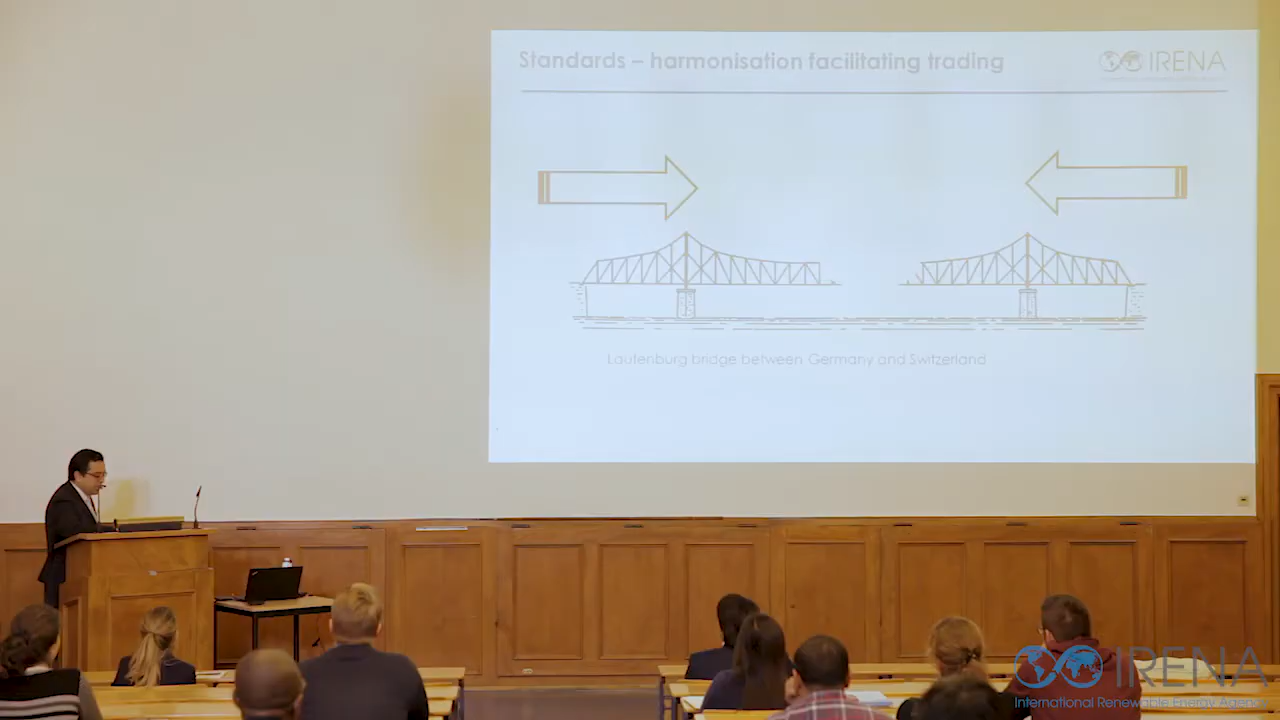 Standards – harmonisation facilitating trading
IRENA
Laufenburg bridge between Germany and Switzerland
IRENA
International Renewable Energy Agency